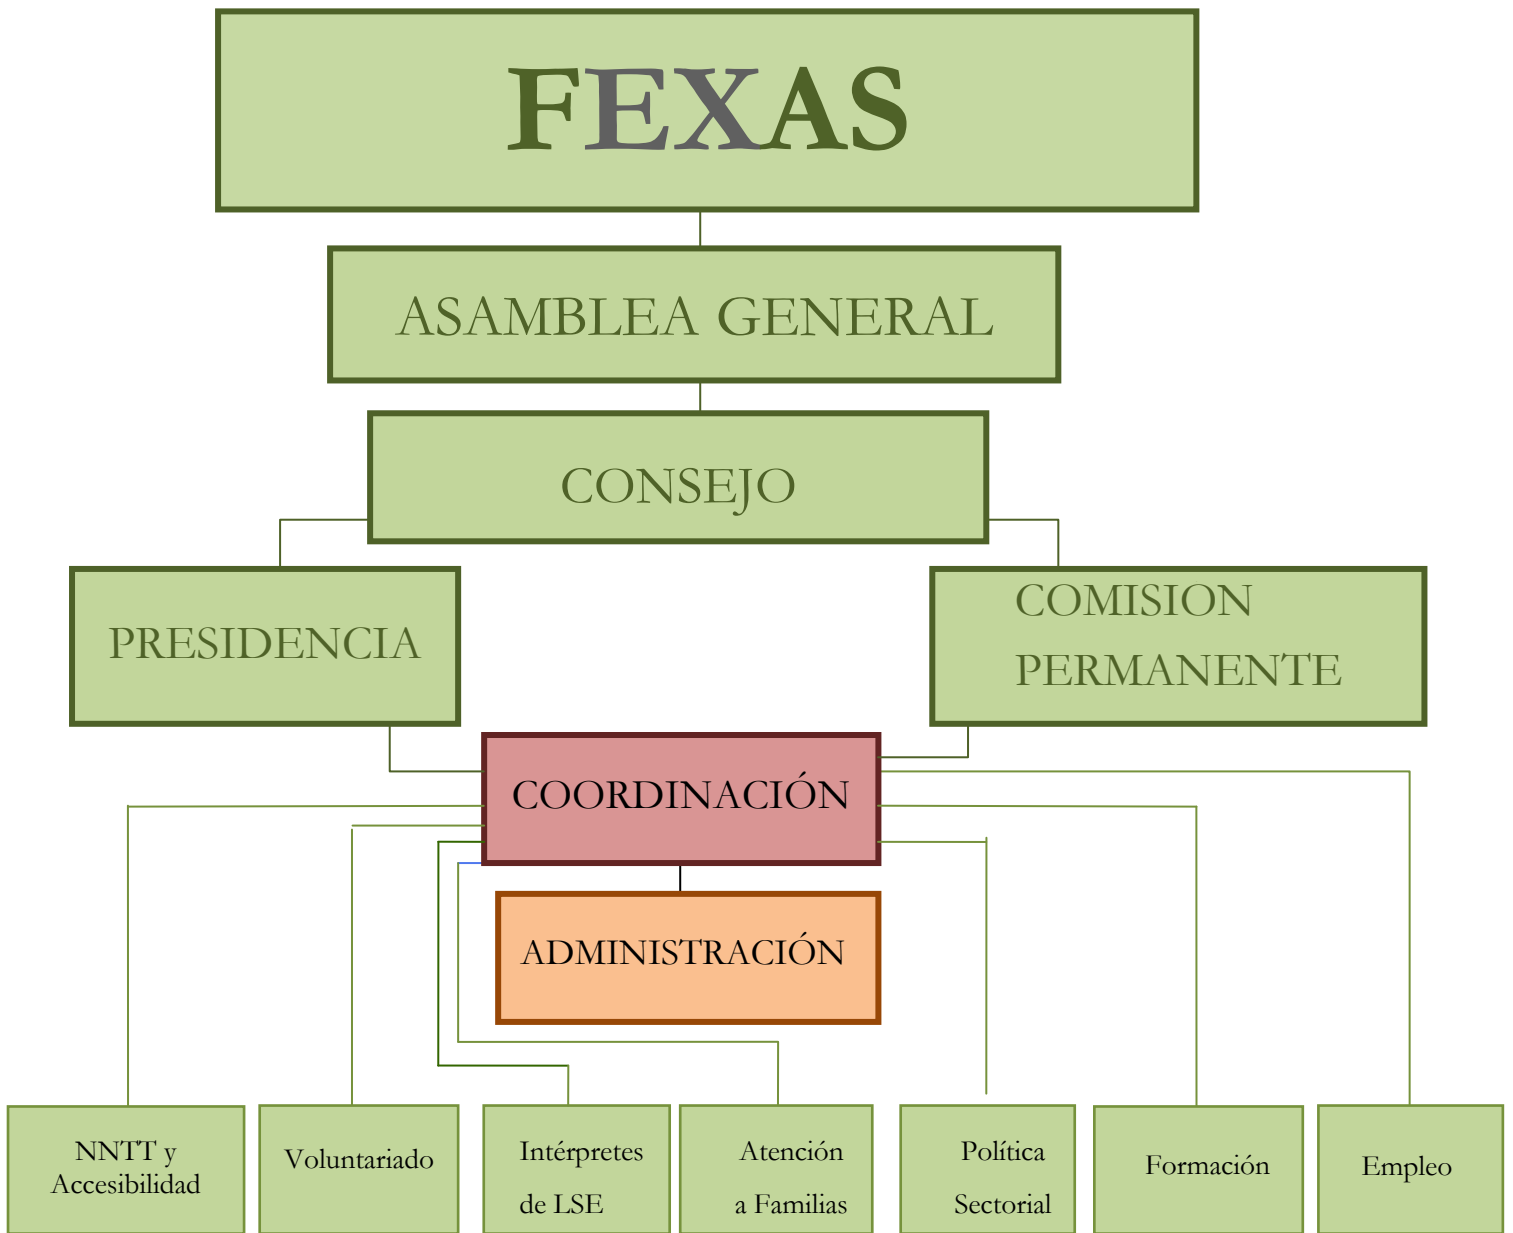 FEXAS
ASAMBLEA GENERAL
CONSEJO
PRESIDENCIA
COMISION
PERMANENTE
COORDINACIÓN
ADMINISTRACIÓN
NNTT y
Accesibilidad
Voluntariado
Intérpretes
de LSE
Atención
a Familias
Política
Sectorial
Formación
Empleo